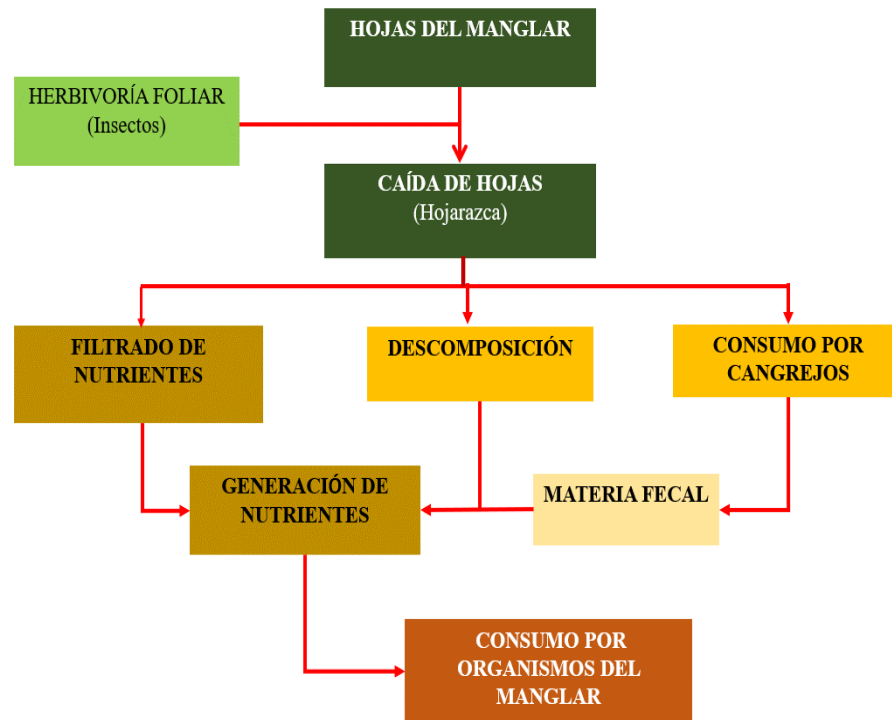 HOJAS DEL MANGLAR
HERBIVORÍA FOLIAR
(Insectos)
CAÍDA DE HOJAS
(Hojarazca)
FILTRADO DE
NUTRIENTES
DESCOMPOSICIÓN
CONSUMO POR
CANGREJOS
GENERACIÓN DE
NUTRIENTES
MATERIA FECAL
CONSUMO POR
ORGANISMOS DEL
MANGLAR